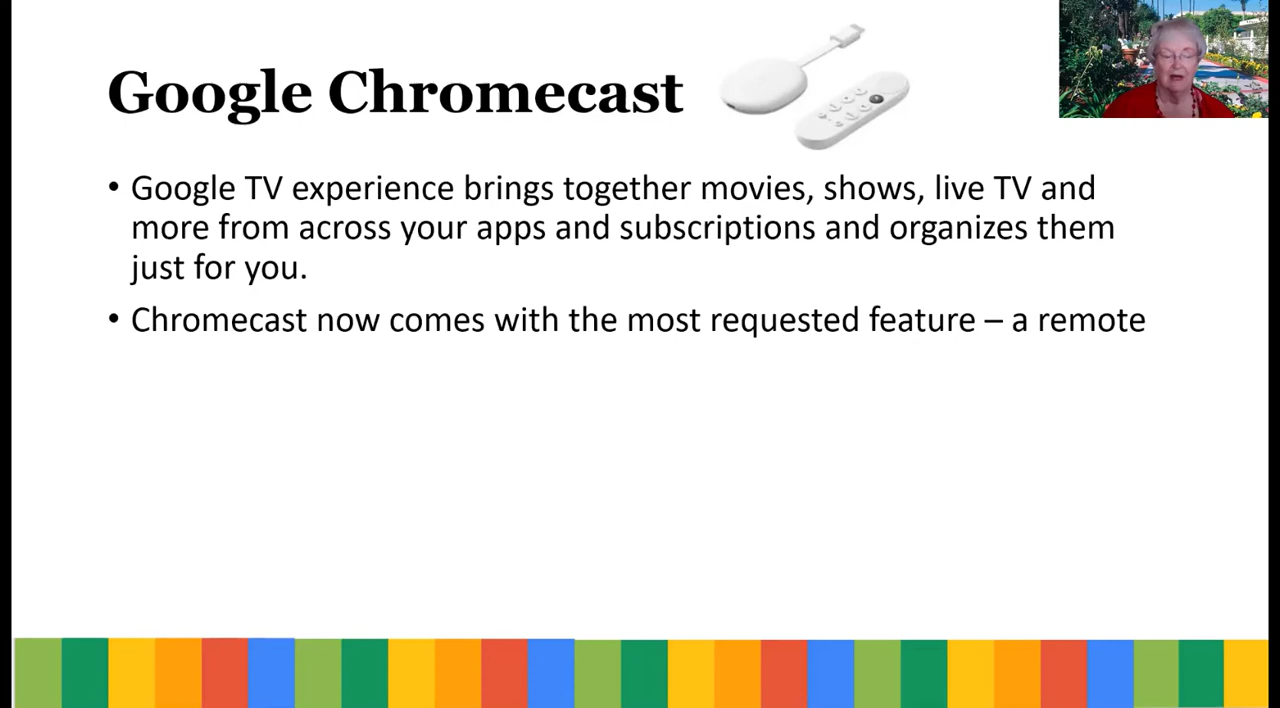 Google Chromecast
• Google TV experience brings together movies, shows, live TV and
more from across your apps and subscriptions and organizes them
just for you.
• Chromecast now comes with the most requested feature – a remote